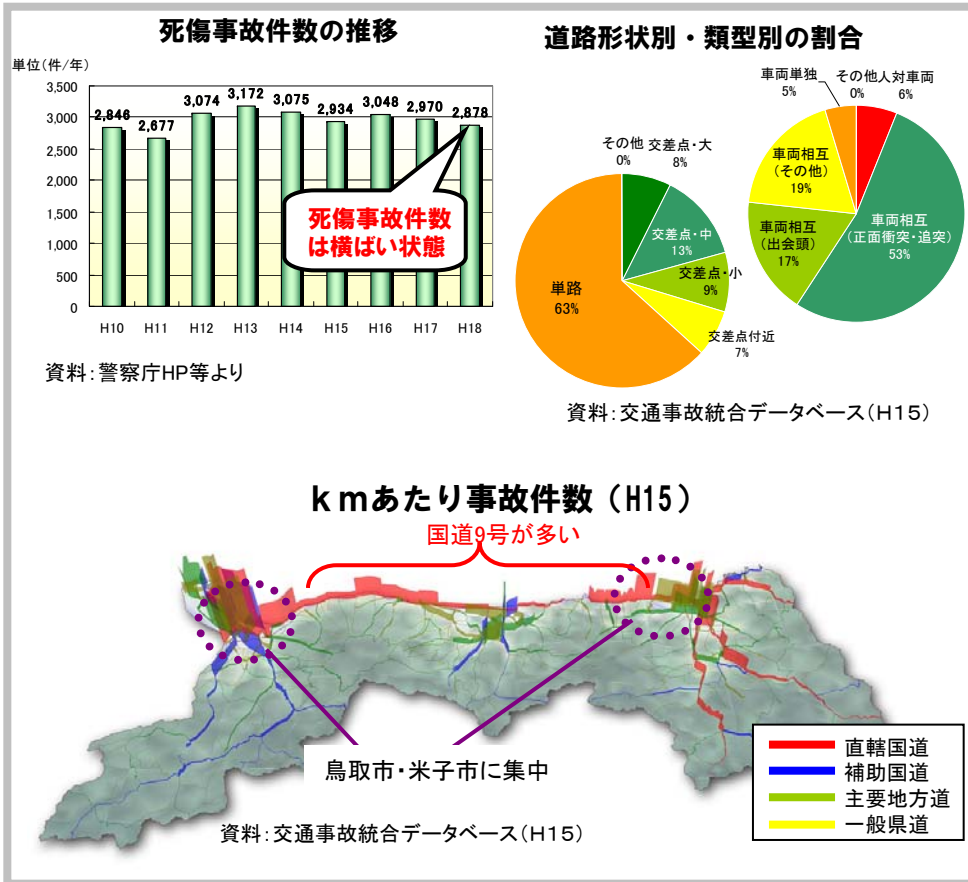 死傷事故件数の推移
単位(件/年)
3,500
3,000
2,500
2,000
1,500
1,000
500
0
2,846
2,677
3,074
3,172
3,075
2,934
3,048
2,970
2,878
死傷事故件数
は横ばい状態
H10
H11
H12
H13
H14
H15
H16
H17
H18
資料:警察庁HP等より
道路形状別・類型別の割合
その他
0%
交差点・大
8%
交差点・中
13%
交差点・小
9%
交差点付近
7%
単路
63%
車両単独
5%
その他
0%
人対車両
6%
車両相互
(その他)
19%
車両相互
(出会頭)
17%
車両相互
(正面衝突・追突)
53%
資料:交通事故統合データベース(H15)
kmあたり事故件数(H15)
国道9号が多い
鳥取市・米子市に集中
資料:交通事故統合データベース(H15)
直轄国道
補助国道
主要地方道
一般県道